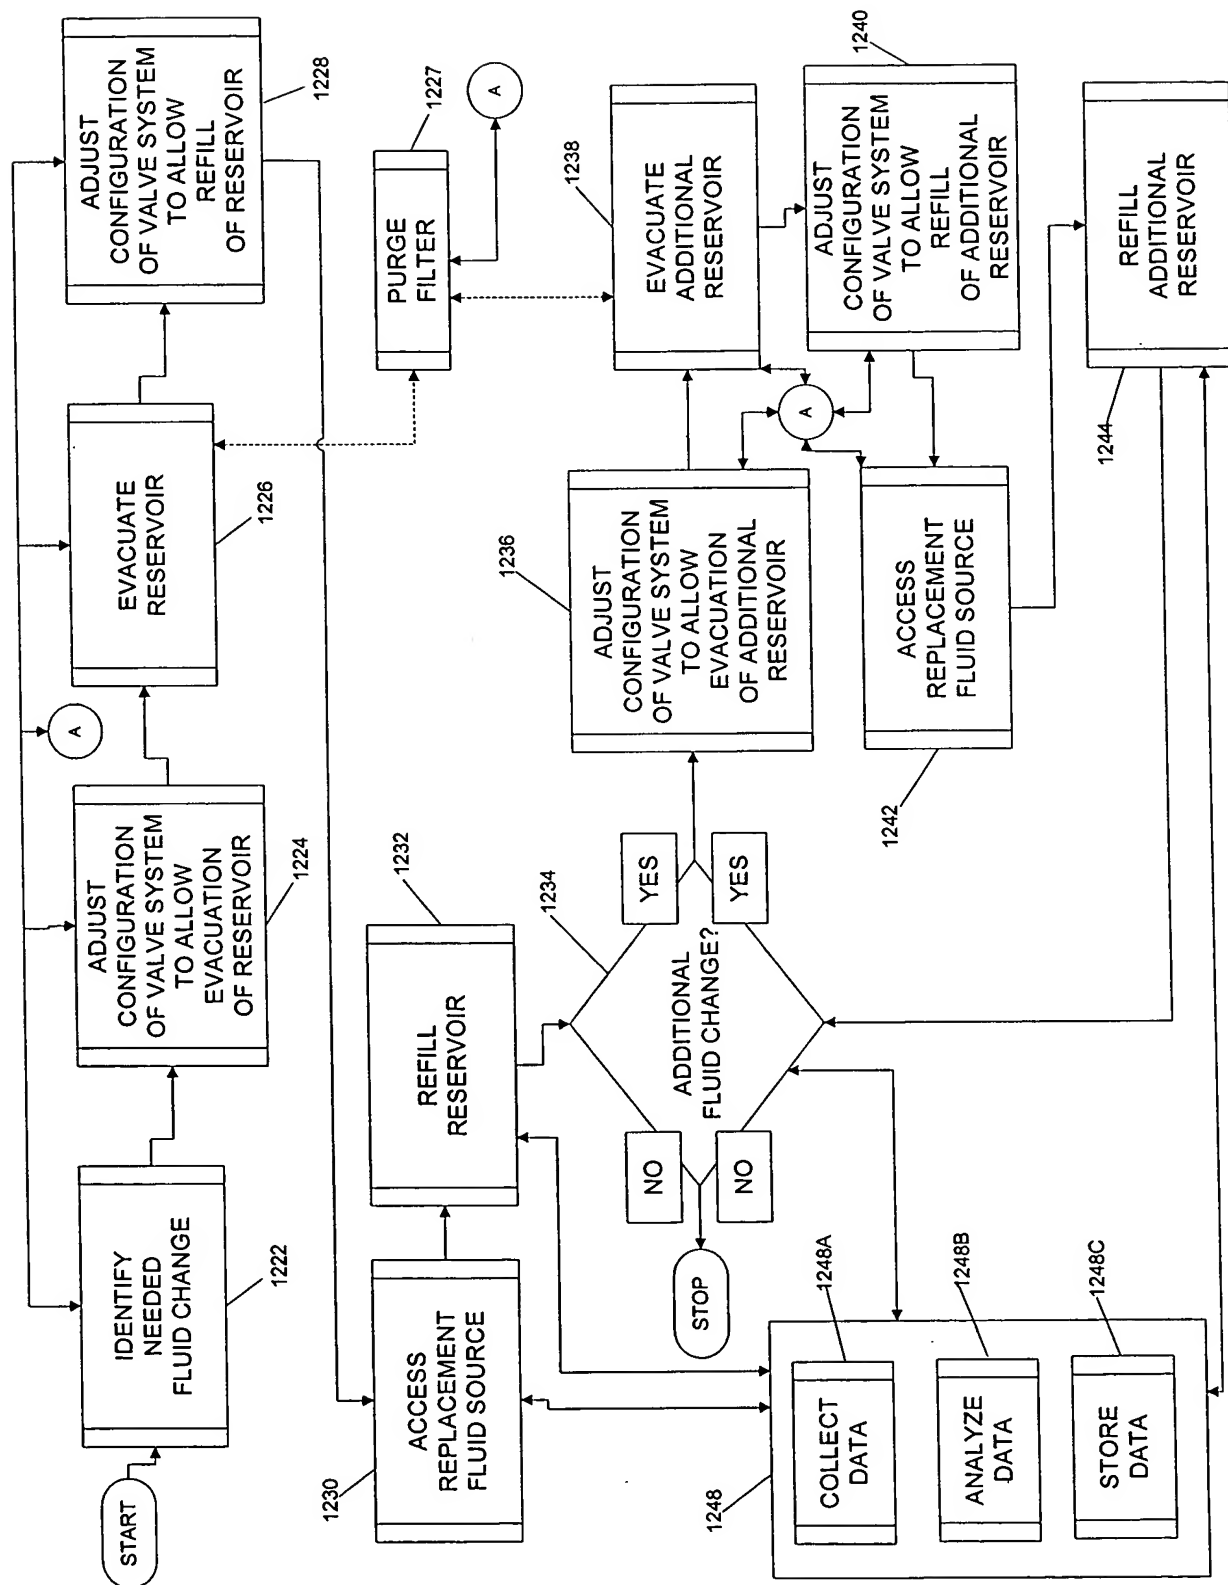 START
IDENTIFY
NEEDED
FLUID CHANGE
1222
ADJUST
CONFIGURATION
OF VALVE SYSTEM
TO ALLOW
EVACUATION
OF RESERVOIR
1224
A
EVACUATE
RESERVOIR
1226
ADJUST
CONFIGURATION
OF VALVE SYSTEM
TO ALLOW
REFILL
OF RESERVOIR
1228
1230
ACCESS
REPLACEMENT
FLUID SOURCE
REFILL
RESERVOIR
1232
PURGE
FILTER
1227
A
STOP
NO
NO
ADDITIONAL
FLUID CHANGE?
1234
YES
YES
1236
ADJUST
CONFIGURATION
OF VALVE SYSTEM
TO ALLOW
EVACUATION
OF ADDITIONAL
RESERVOIR
1238
EVACUATE
ADDITIONAL
RESERVOIR
A
ADJUST
CONFIGURATION
OF VALVE SYSTEM
TO ALLOW
REFILL
OF ADDITIONAL
RESERVOIR
1240
1242
ACCESS
REPLACEMENT
FLUID SOURCE
1244
REFILL
ADDITIONAL
RESERVOIR
1248
COLLECT
DATA
1248A
ANALYZE
DATA
1248B
STORE
DATA
1248C